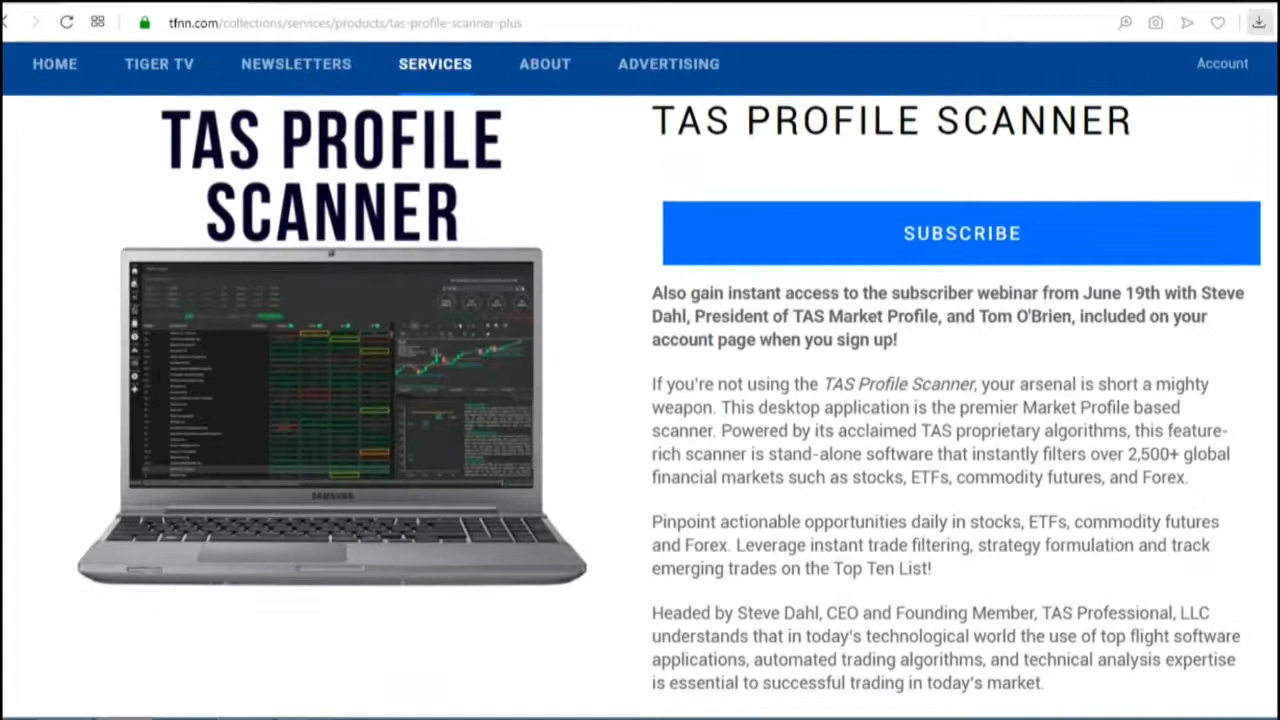 tfnn.com/collections/services/products/tas-profile-scanner-plus
HOME TIGER TV NEWSLETTERS SERVICES ABOUT ADVERTISING Account
TAS PROFILE
SCANNER
SAMSUNG
TAS PROFILE SCANNER
SUBSCRIBE
Also gain instant access to the subscriber webinar from June 19th with Steve
Dahl, President of TAS Market Profile, and Tom O'Brien, included on your
account page when you sign up!
If you're not using the TAS Profile Scanner, your arsenal is short a mighty
weapon. This desktop application is the premier Market Profile based
scanner. Powered by its acclaimed TAS proprietary algorithms, this feature-
rich scanner is stand-alone software that instantly filters over 2,500+ global
financial markets such as stocks, ETFs, commodity futures, and Forex.
Pinpoint actionable opportunities daily in stocks, ETFs, commodity futures
and Forex. Leverage instant trade filtering, strategy formulation and track
emerging trades on the Top Ten List!
Headed by Steve Dahl, CEO and Founding Member, TAS Professional, LLC
understands that in today's technological world the use of top flight software
applications, automated trading algorithms, and technical analysis expertise
is essential to successful trading in today's market.